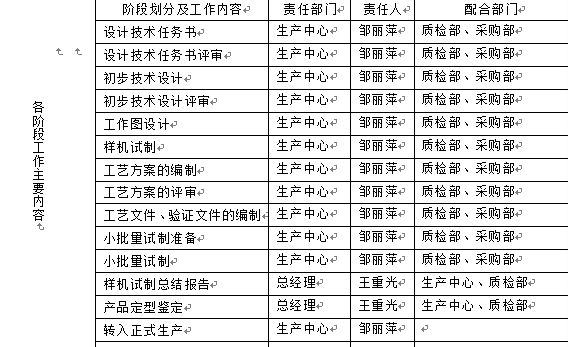 阶段划分及工作内容 责任部门 责任人 配合部门
设计技术任务书 生产中心 邹丽萍 质检部、采购部
设计技术任务书评审 生产中心 邹丽萍 质检部、采购部
初步技术设计 生产中心 邹丽萍 质检部、采购部
初步技术设计评审 生产中心 邹丽萍 质检部、采购部
工作图设计 生产中心 邹丽萍 质检部、采购部
样机试制 生产中心 邹丽萍 质检部、采购部
工艺方案的编制 生产中心 邹丽萍 质检部、采购部
工艺方案的评审 生产中心 邹丽萍 质检部、采购部
工艺文件、验证文件的编制 生产中心 邹丽萍 质检部、采购部
小批量试制准备 生产中心 邹丽萍 质检部、采购部
小批量试制 生产中心 邹丽萍 质检部、采购部
样机试制总结报告 总经理 王重光 生产中心、质检部
产品定型鉴定 总经理 王重光 生产中心、质检部
转入正式生产 生产中心 邹丽萍
各阶段工作主要内容